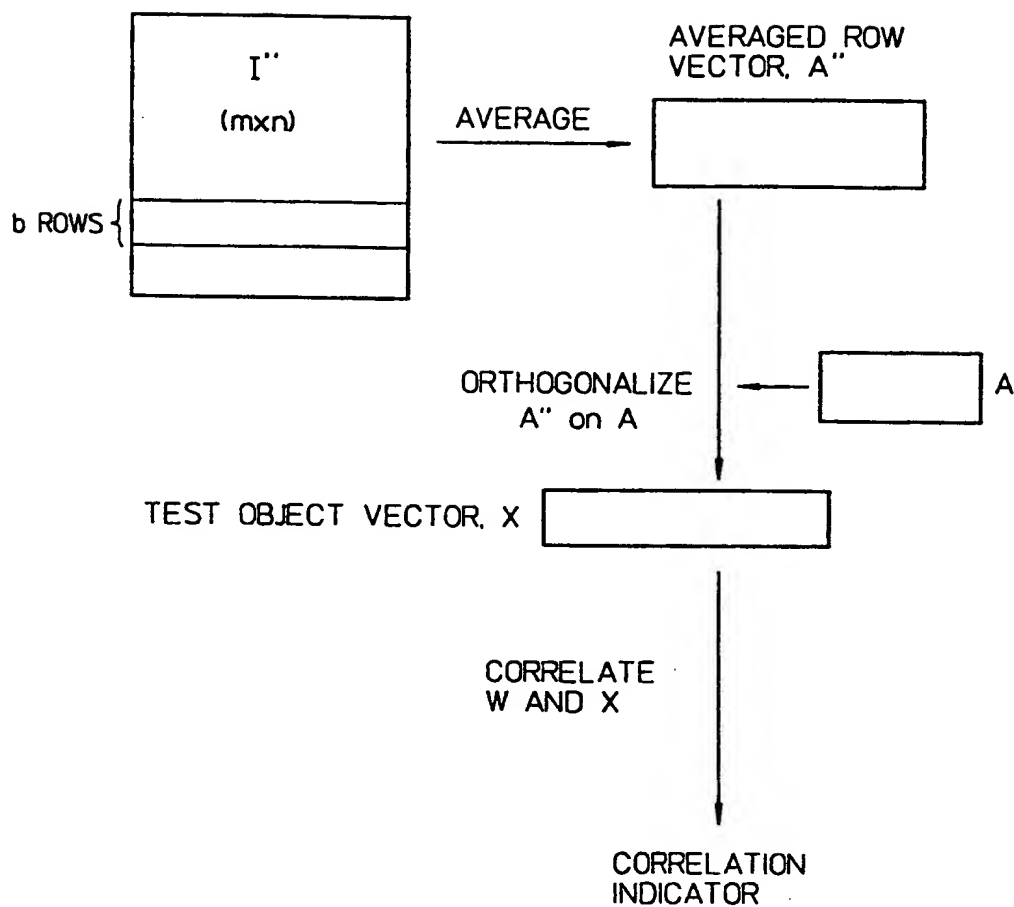 I''
(mxn)
b ROWS
AVERAGE
AVERAGED ROW
VECTOR, A''
ORTHOGONALIZE
A'' on A
A
TEST OBJECT VECTOR, X
CORRELATE
W AND X
CORRELATION
INDICATOR